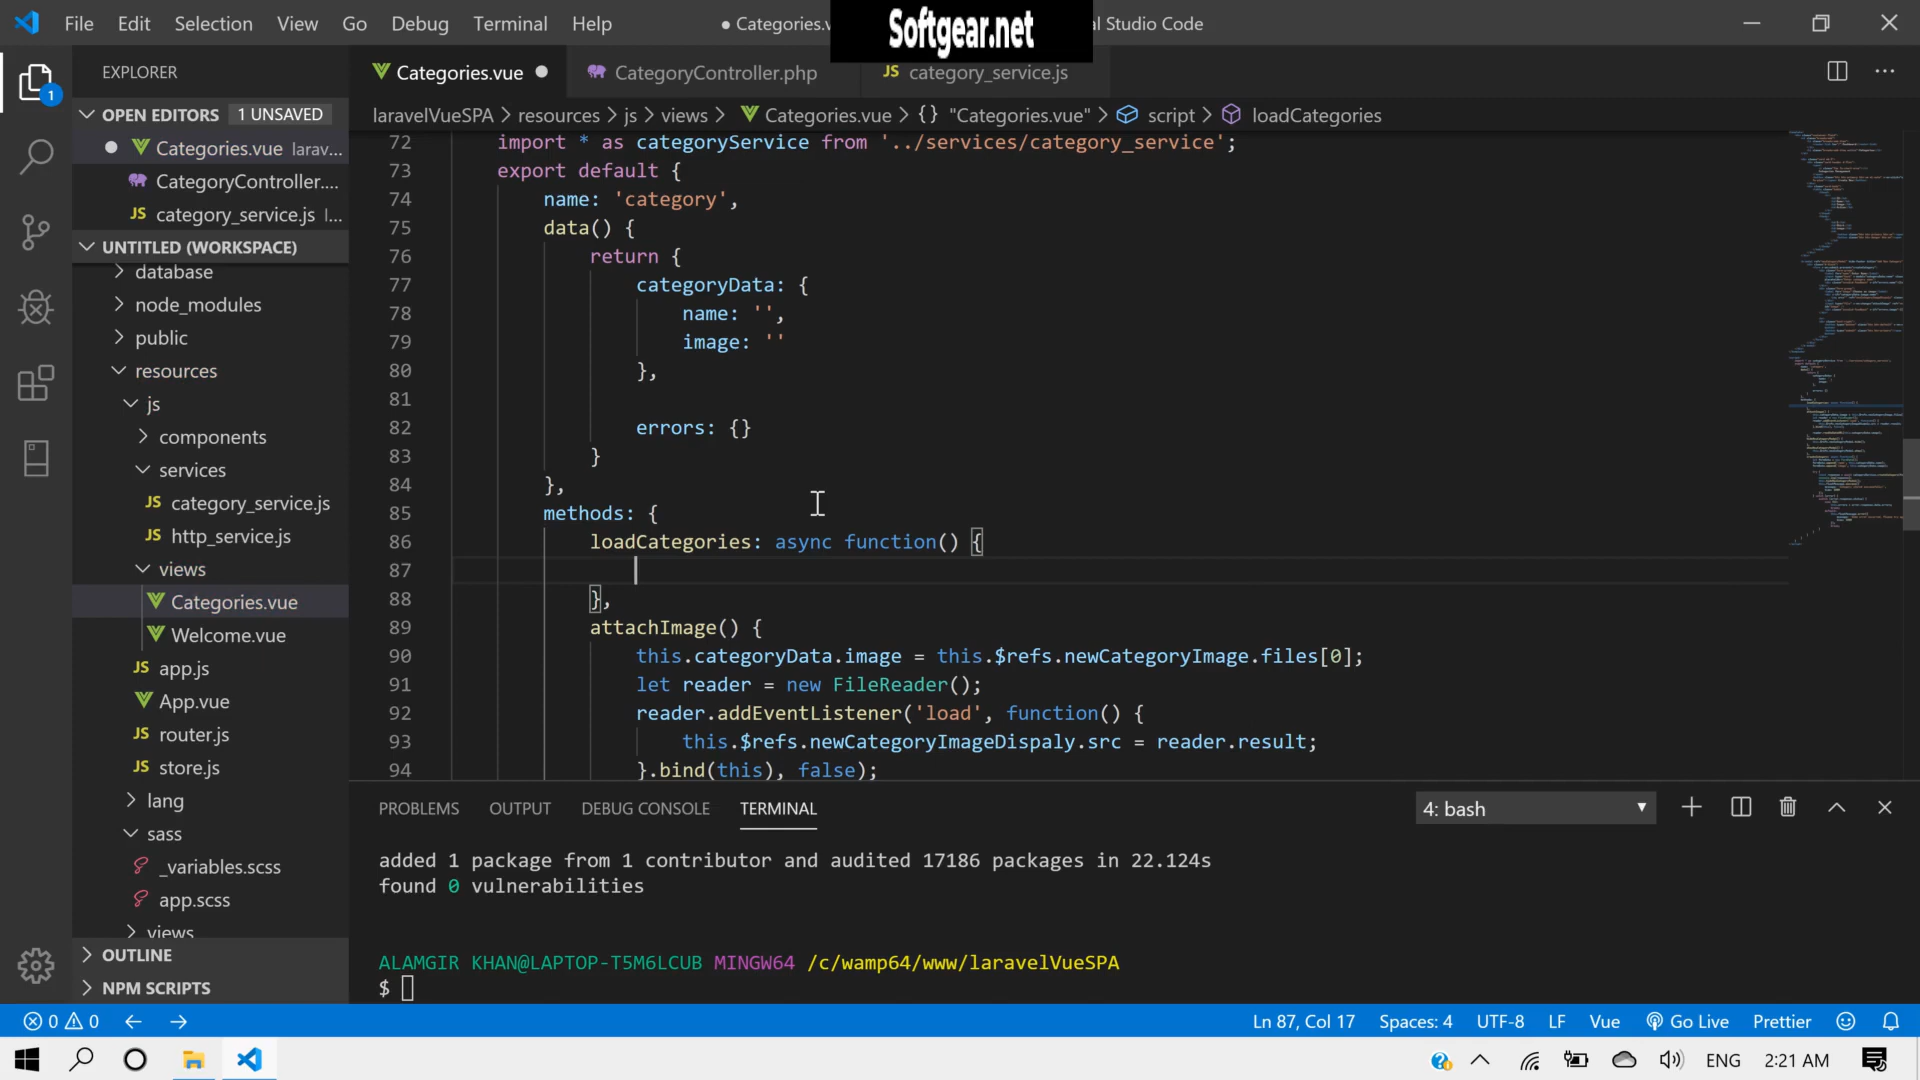 File Edit Selection View Go Debug Terminal Help
● Categories.v
Softgear.net
l Studio Code
EXPLORER
Categories.vue
CategoryController.php
JS category_service.js
OPEN EDITORS 1 UNSAVED
Categories.vue larav...
CategoryController....
JS category_service.js l...
UNTITLED (WORKSPACE)
database
node_modules
public
resources
js
components
services
JS category_service.js
JS http_service.js
views
Categories.vue
Welcome.vue
JS app.js
App.vue
JS router.js
JS store.js
lang
sass
_variables.scss
app.scss
views
OUTLINE
NPM SCRIPTS
1
laravelVueSPA > resources > js > views > Categories.vue > {} "Categories.vue" > script > loadCategories
72 import * as categoryService from '../services/category_service';
73 export default {
74 name: 'category',
75 data() {
76 return {
77 categoryData: {
78 name: '',
79 image: ''
80 },
81
82 errors: {}
83 }
84 },
85 methods: {
86 loadCategories: async function() {
87
88 },
89 attachImage() {
90 this.categoryData.image = this.$refs.newCategoryImage.files[0];
91 let reader = new FileReader();
92 reader.addEventListener('load', function() {
93 this.$refs.newCategoryImageDispaly.src = reader.result;
94 }.bind(this), false);
PROBLEMS OUTPUT DEBUG CONSOLE TERMINAL
4: bash
added 1 package from 1 contributor and audited 17186 packages in 22.124s
found 0 vulnerabilities
ALAMGIR KHAN@LAPTOP-T5M6LCUB MINGW64 /c/wamp64/www/laravelVueSPA
$
0 0
Ln 87, Col 17 Spaces: 4 UTF-8 LF Vue Go Live Prettier
ENG 2:21 AM